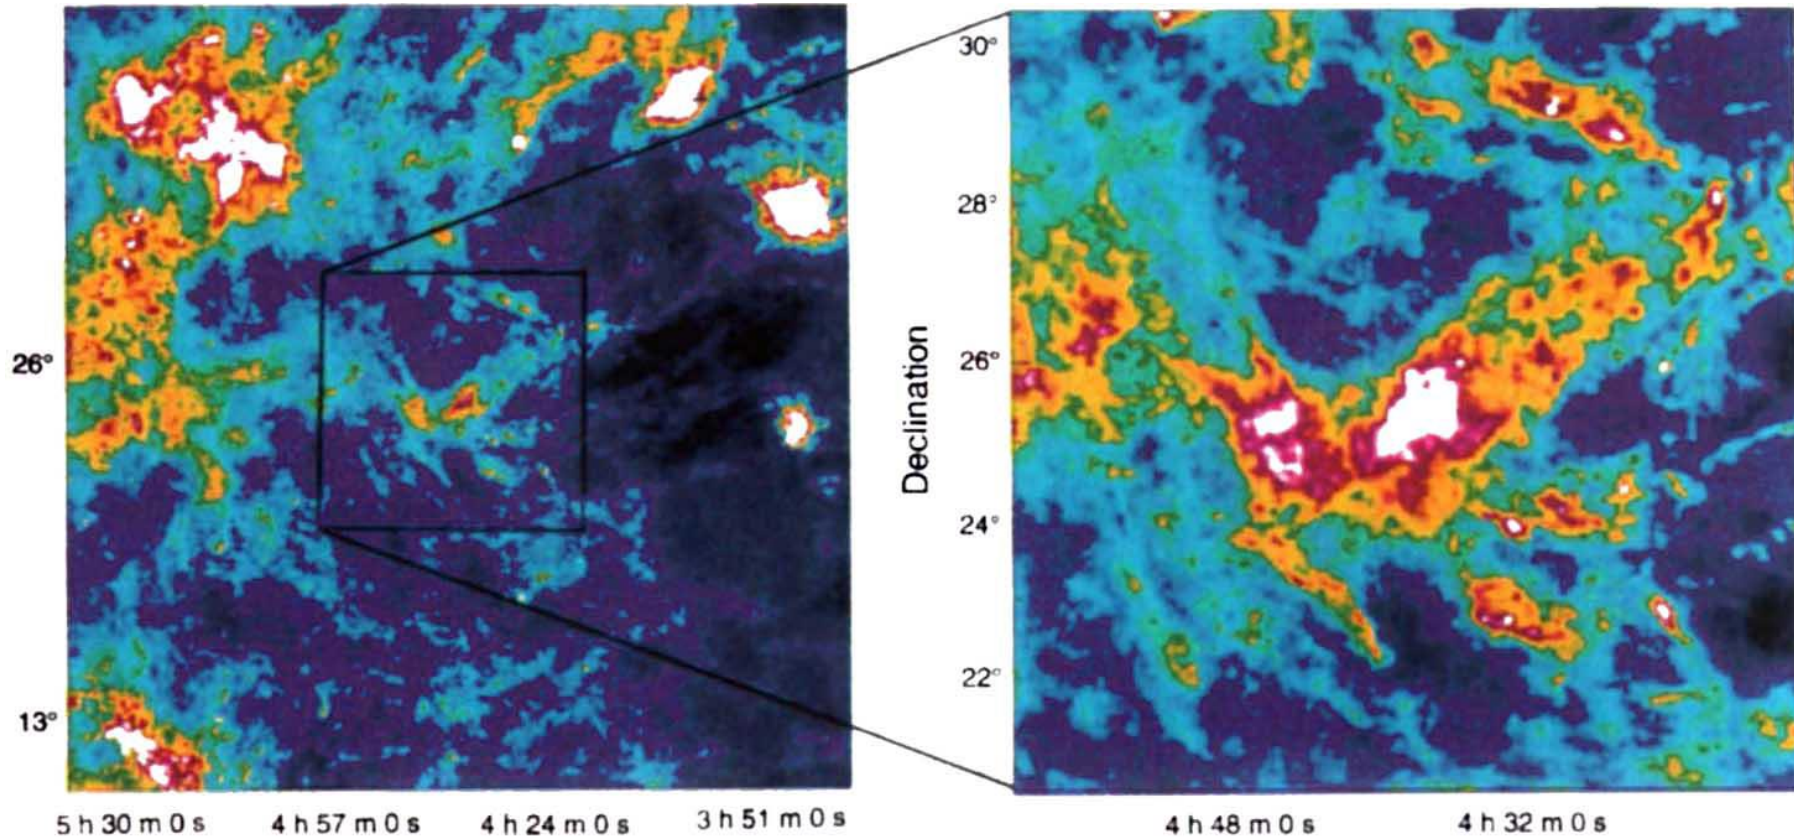 26°
13°
5 h 30 m 0 s
4 h 57 m 0 s
4 h 24 m 0 s
3 h 51 m 0 s
Declination
30°
28°
26°
24°
22°
4 h 48 m 0 s
4 h 32 m 0 s